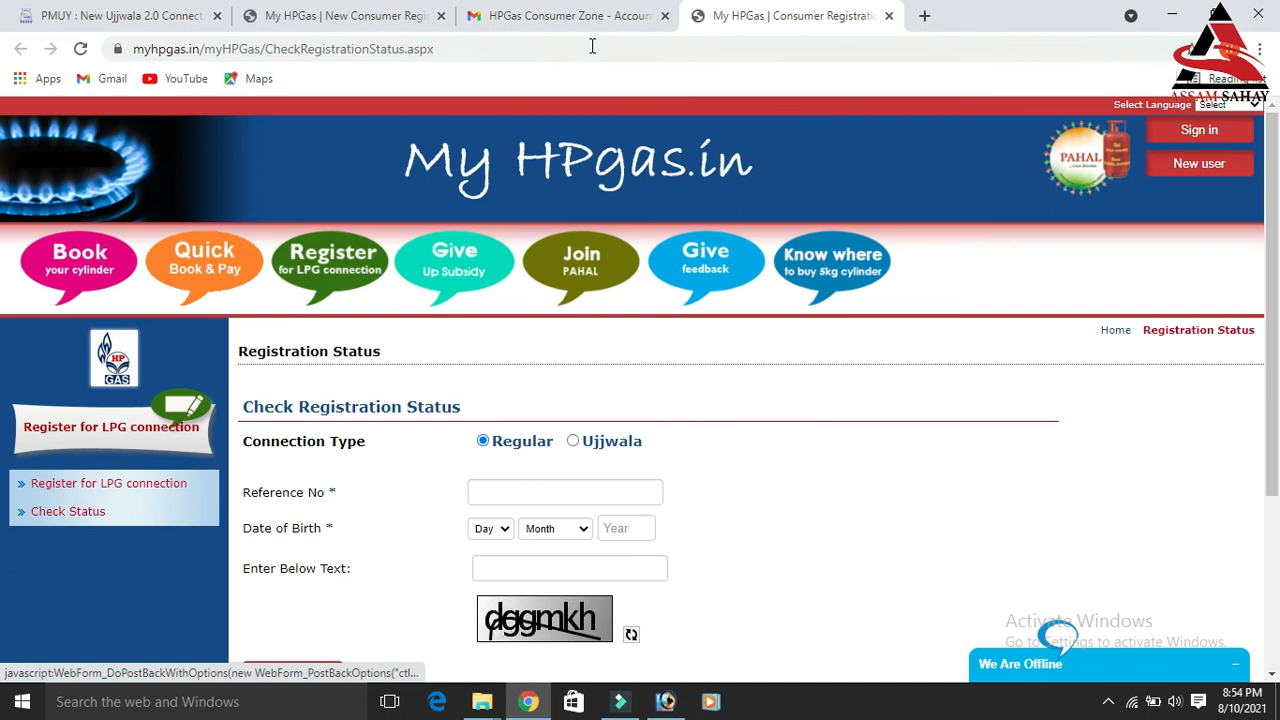 PMUY : New Ujjwala 2.0 Connect
My HPGas | New Consumer Regi
HPGas Consumer Zone - Accoun
My HPGas | Consumer Registrati
myhpgas.in/myHPGas/CheckRegistrationStatus.aspx
Apps
Gmail
YouTube
Maps
Reading list
ASSAM SAHAY
Select Language
Select
My HPgas.in
PAHAL
Sign in
New user
Book
your cylinder
Quick
Book & Pay
Register
for LPG connection
Give
Up Subsidy
Join
PAHAL
Give
feedback
Know where
to buy 5kg cylinder
HP
GAS
Home
Registration Status
Registration Status
Register for LPG connection
Register for LPG connection
Check Status
Check Registration Status
Connection Type
Regular
Ujjwala
Reference No *
Date of Birth *
Day
Month
Year
Enter Below Text:
dggmkh
Activate Windows
Go to Settings to activate Windows.
We Are Offline
javascript:WebForm_DoPostBackWithOptions(new WebForm_PostBackOptions("ctl...
Search the web and Windows
8:54 PM
8/10/2021